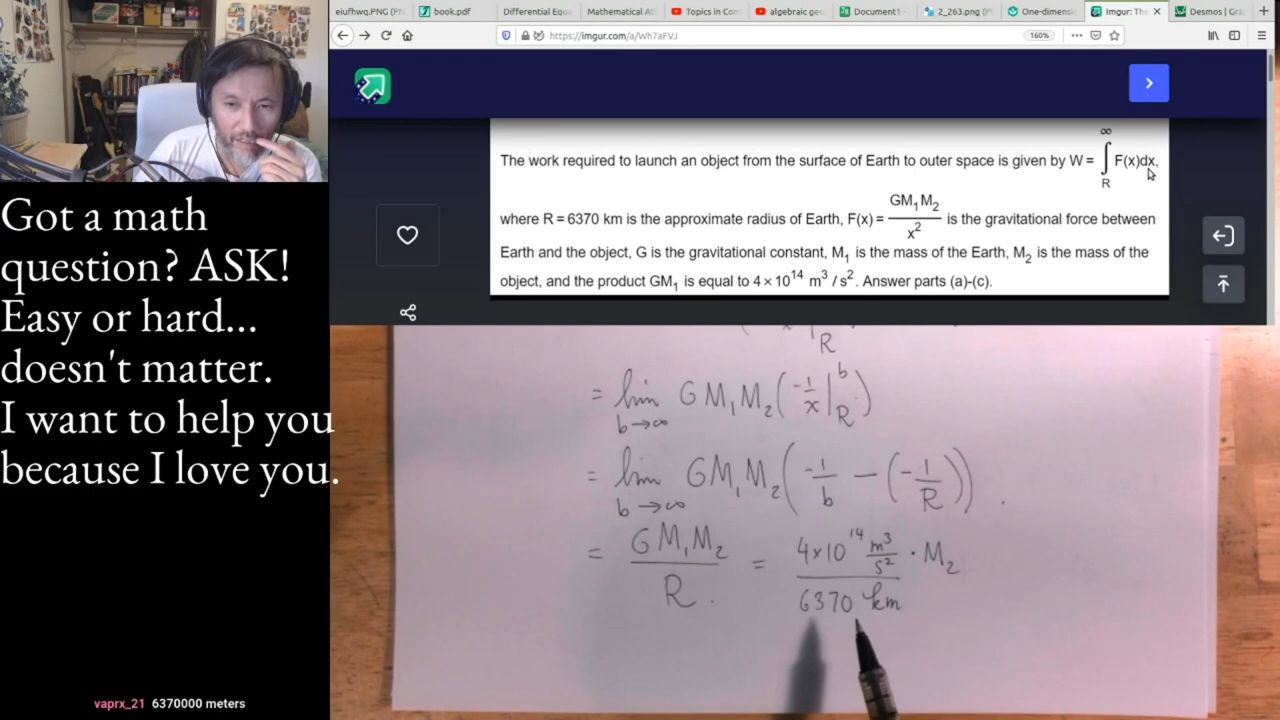 eiufhwq.PNG (P
book.pdf
Differential Equa
Mathematical At
Topics in Com
algebraic geo
Document1 -
2_263.png (P
One-dimensi
Imgur: The
Desmos | Gra
https://imgur.com/a/Wh7aFVJ
160%
The work required to launch an object from the surface of Earth to outer space is given by W = ∫_R^∞ F(x)dx,
where R = 6370 km is the approximate radius of Earth, F(x) = GM₁M₂/x² is the gravitational force between
Earth and the object, G is the gravitational constant, M₁ is the mass of the Earth, M₂ is the mass of the
object, and the product GM₁ is equal to 4 × 10¹⁴ m³ / s². Answer parts (a)-(c).
Got a math
question? ASK!
Easy or hard...
doesn't matter.
I want to help you
because I love you.
R
= lim b→∞ GM₁M₂(-1/x |_R^b)
= lim b→∞ GM₁M₂(-1/b - (-1/R))
= GM₁M₂/R = 4×10¹⁴ m³/s² · M₂ / 6370 km
vaprx_21 6370000 meters